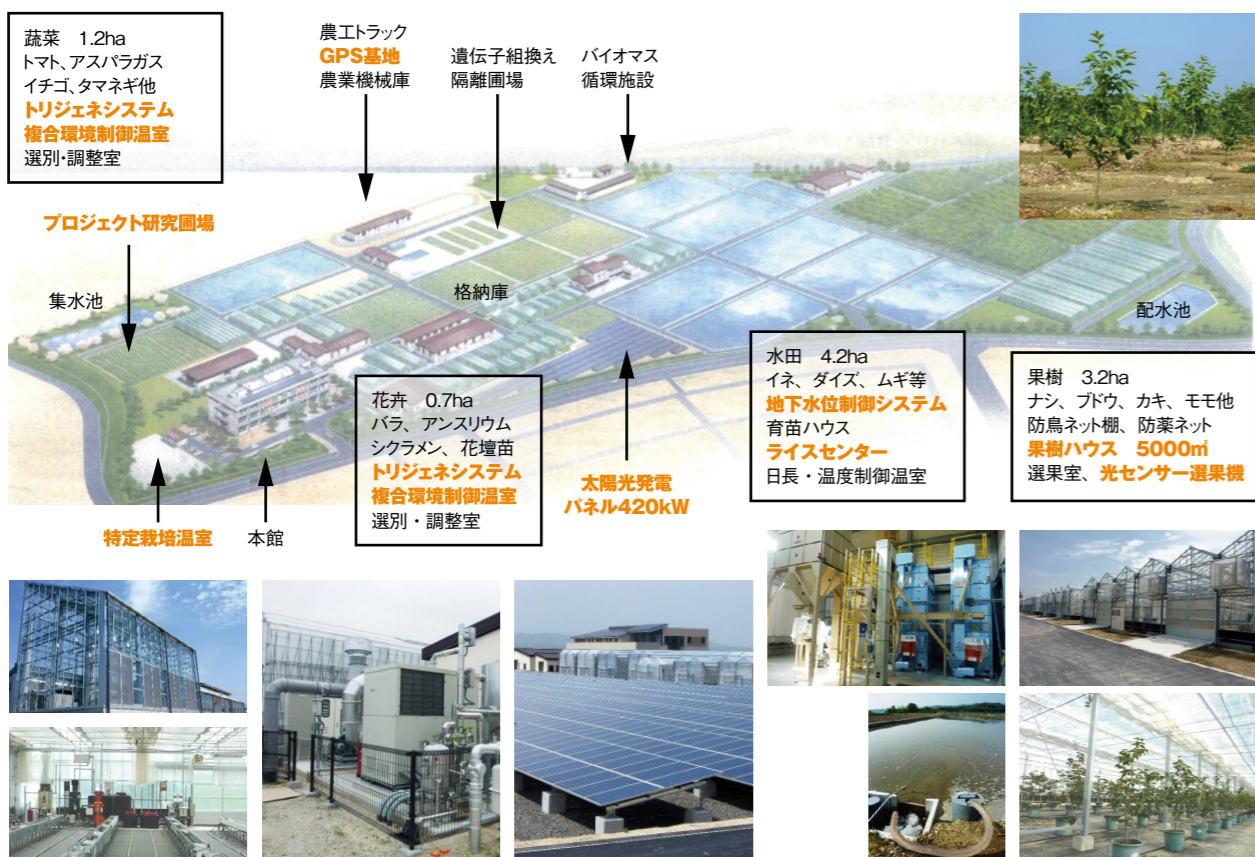 蔬菜 1.2ha
トマト、アスパラガス
イチゴ、タマネギ他
トリジェネシステム
複合環境制御温室
選別・調整室
農工トラック
GPS基地
農業機械庫
遺伝子組換え
隔離圃場
バイオマス
循環施設
プロジェクト研究圃場
集水池
格納庫
配水池
花卉 0.7ha
バラ、アンスリウム
シクラメン、花壇苗
トリジェネシステム
複合環境制御温室
選別・調整室
水田 4.2ha
イネ、ダイズ、ムギ等
地下水位制御システム
育苗ハウス
ライスセンター
日長・温度制御温室
果樹 3.2ha
ナシ、ブドウ、カキ、モモ他
防鳥ネット棚、防薬ネット
果樹ハウス 5000㎡
選果室、光センサー選果機
太陽光発電
パネル420kW
特定栽培温室
本館